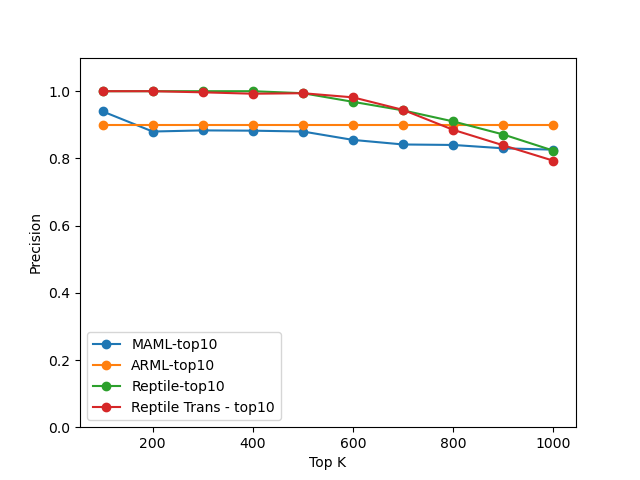 1.0
0.8
0.6
0.4
0.2
0.0
Precision
MAML-top10
ARML-top10
Reptile-top10
Reptile Trans - top10
200 400 600 800 1000
Top K